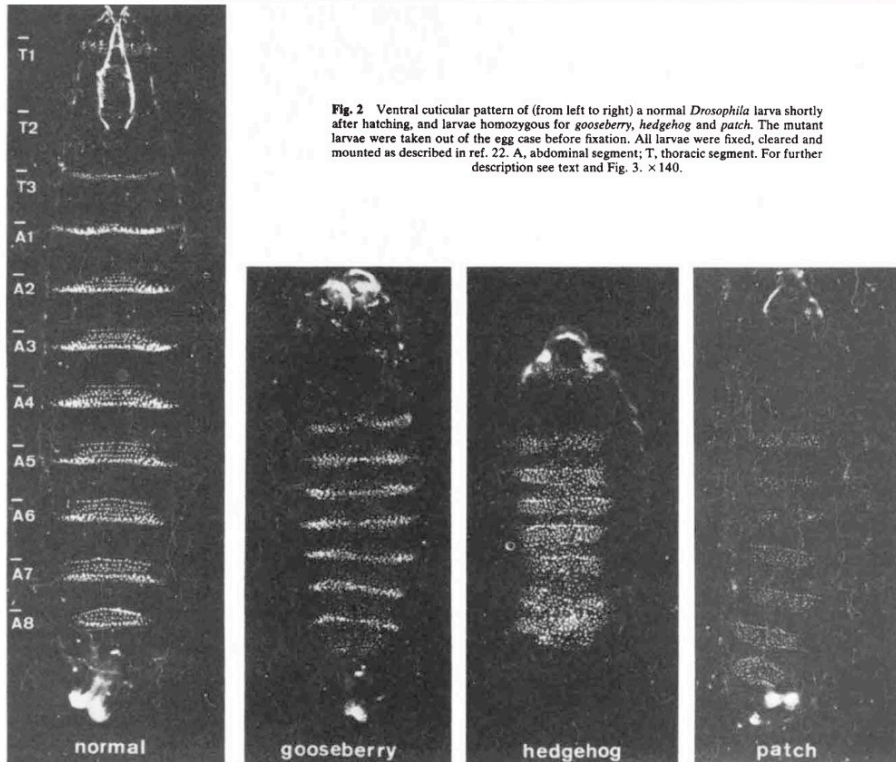 T1
T2
T3
A1
A2
A3
A4
A5
A6
A7
A8
Fig. 2 Ventral cuticular pattern of (from left to right) a normal Drosophila larva shortly
after hatching, and larvae homozygous for gooseberry, hedgehog and patch. The mutant
larvae were taken out of the egg case before fixation. All larvae were fixed, cleared and
mounted as described in ref. 22. A, abdominal segment; T, thoracic segment. For further
description see text and Fig. 3. × 140.
normal
gooseberry
hedgehog
patch